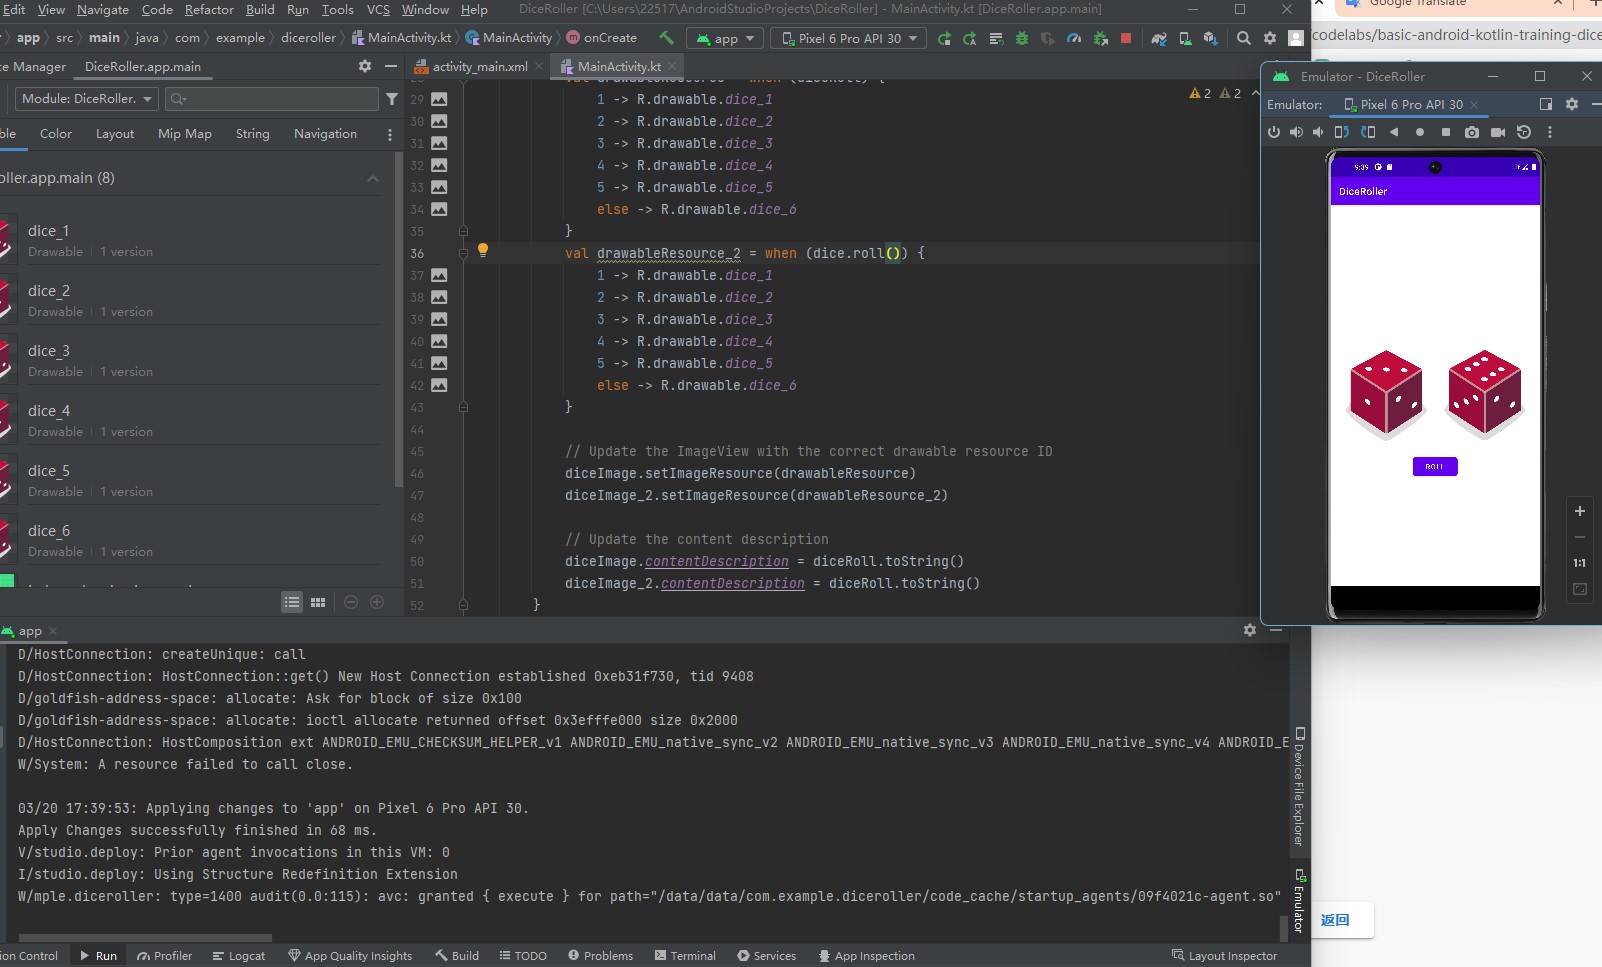 Edit View Navigate Code Refactor Build Run Tools VCS Window Help DiceRoller [C:\Users\22517\AndroidStudioProjects\DiceRoller] - MainActivity.kt [DiceRoller.app.main]
app src main java com example diceroller MainActivity.kt MainActivity onCreate app Pixel 6 Pro API 30
Manager DiceRoller.app.main
activity_main.xml MainActivity.kt
Module: DiceRoller.
Color Layout Mip Map String Navigation
app.main (8)
dice_1
Drawable 1 version
dice_2
Drawable 1 version
dice_3
Drawable 1 version
dice_4
Drawable 1 version
dice_5
Drawable 1 version
dice_6
Drawable 1 version
2 2
29 1 -> R.drawable.dice_1
30 2 -> R.drawable.dice_2
31 3 -> R.drawable.dice_3
32 4 -> R.drawable.dice_4
33 5 -> R.drawable.dice_5
34 else -> R.drawable.dice_6
35 }
36 val drawableResource_2 = when (dice.roll()) {
37 1 -> R.drawable.dice_1
38 2 -> R.drawable.dice_2
39 3 -> R.drawable.dice_3
40 4 -> R.drawable.dice_4
41 5 -> R.drawable.dice_5
42 else -> R.drawable.dice_6
43 }
44
45 // Update the ImageView with the correct drawable resource ID
46 diceImage.setImageResource(drawableResource)
47 diceImage_2.setImageResource(drawableResource_2)
48
49 // Update the content description
50 diceImage.contentDescription = diceRoll.toString()
51 diceImage_2.contentDescription = diceRoll.toString()
52 }
Google Translate
codelabs/basic-android-kotlin-training-dice
Emulator - DiceRoller
Emulator: Pixel 6 Pro API 30
9:39
DiceRoller
ROLL
1:1
app
D/HostConnection: createUnique: call
D/HostConnection: HostConnection::get() New Host Connection established 0xeb31f730, tid 9408
D/goldfish-address-space: allocate: Ask for block of size 0x100
D/goldfish-address-space: allocate: ioctl allocate returned offset 0x3efffe000 size 0x2000
D/HostConnection: HostComposition ext ANDROID_EMU_CHECKSUM_HELPER_v1 ANDROID_EMU_native_sync_v2 ANDROID_EMU_native_sync_v3 ANDROID_EMU_native_sync_v4 ANDROID_E
W/System: A resource failed to call close.
03/20 17:39:53: Applying changes to 'app' on Pixel 6 Pro API 30.
Apply Changes successfully finished in 68 ms.
V/studio.deploy: Prior agent invocations in this VM: 0
I/studio.deploy: Using Structure Redefinition Extension
W/mple.diceroller: type=1400 audit(0.0:115): avc: granted { execute } for path="/data/data/com.example.diceroller/code_cache/startup_agents/09f4021c-agent.so"
Device File Explorer
Emulator
返回
Control Run Profiler Logcat App Quality Insights Build TODO Problems Terminal Services App Inspection Layout Inspector